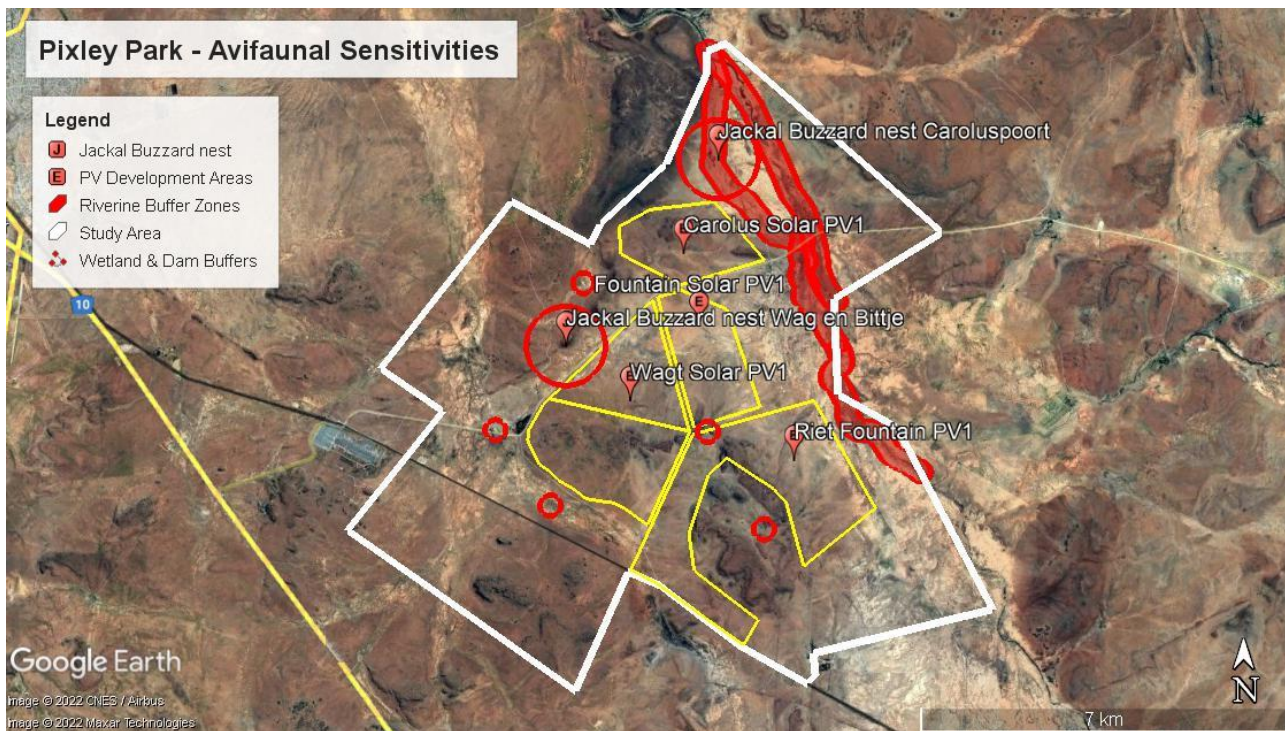 Pixley Park - Avifaunal Sensitivities
Legend
J Jackal Buzzard nest
E PV Development Areas
Riverine Buffer Zones
Study Area
Wetland & Dam Buffers
Jackal Buzzard nest Caroluspoort
Carolus Solar PV1
Fountain Solar PV1
E
Jackal Buzzard nest Wag en Bittje
10
Wagt Solar PV1
Riet Fountain PV1
Google Earth
Image © 2022 CNES / Airbus
Image © 2022 Maxar Technologies
N
7 km